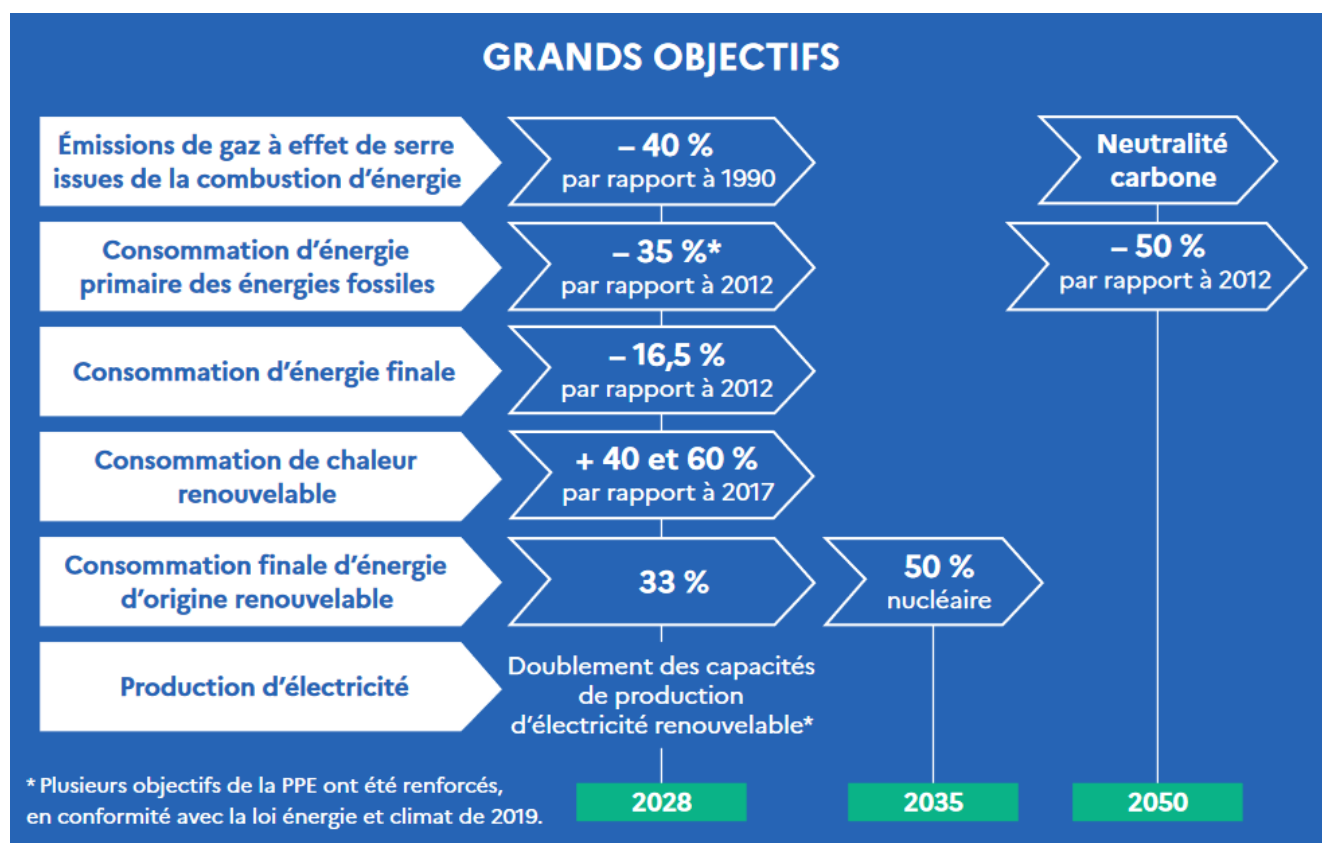 GRANDS OBJECTIFS
Émissions de gaz à effet de serre
issues de la combustion d’énergie
– 40 %
par rapport à 1990
Neutralité
carbone
Consommation d’énergie
primaire des énergies fossiles
– 35 %*
par rapport à 2012
– 50 %
par rapport à 2012
Consommation d’énergie finale
– 16,5 %
par rapport à 2012
Consommation de chaleur
renouvelable
+ 40 et 60 %
par rapport à 2017
Consommation finale d’énergie
d’origine renouvelable
33 %
50 %
nucléaire
Production d’électricité
Doublement des capacités
de production
d’électricité renouvelable*
* Plusieurs objectifs de la PPE ont été renforcés,
en conformité avec la loi énergie et climat de 2019.
2028
2035
2050